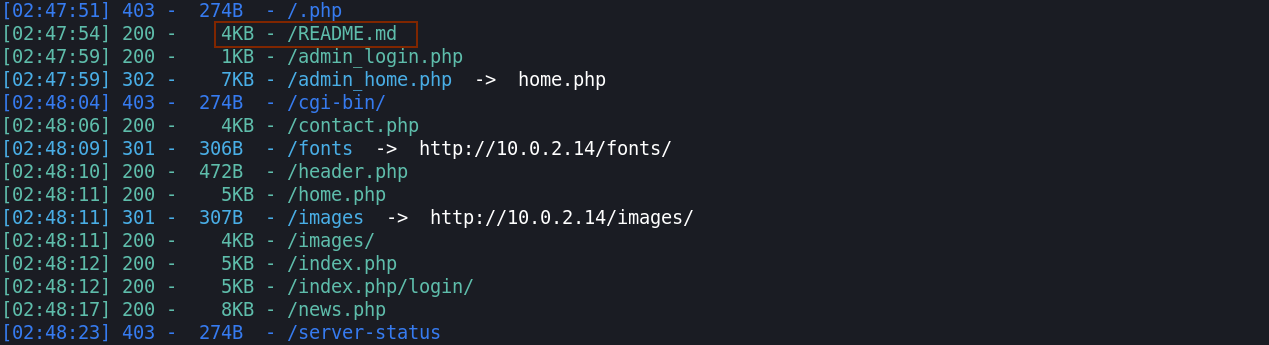 [02:47:51] 403 -  274B  - /.php
[02:47:54] 200 -    4KB - /README.md
[02:47:59] 200 -    1KB - /admin_login.php
[02:47:59] 302 -    7KB - /admin_home.php  ->  home.php
[02:48:04] 403 -  274B  - /cgi-bin/
[02:48:06] 200 -    4KB - /contact.php
[02:48:09] 301 -  306B  - /fonts  ->  http://10.0.2.14/fonts/
[02:48:10] 200 -  472B  - /header.php
[02:48:11] 200 -    5KB - /home.php
[02:48:11] 301 -  307B  - /images  ->  http://10.0.2.14/images/
[02:48:11] 200 -    4KB - /images/
[02:48:12] 200 -    5KB - /index.php
[02:48:12] 200 -    5KB - /index.php/login/
[02:48:17] 200 -    8KB - /news.php
[02:48:23] 403 -  274B  - /server-status